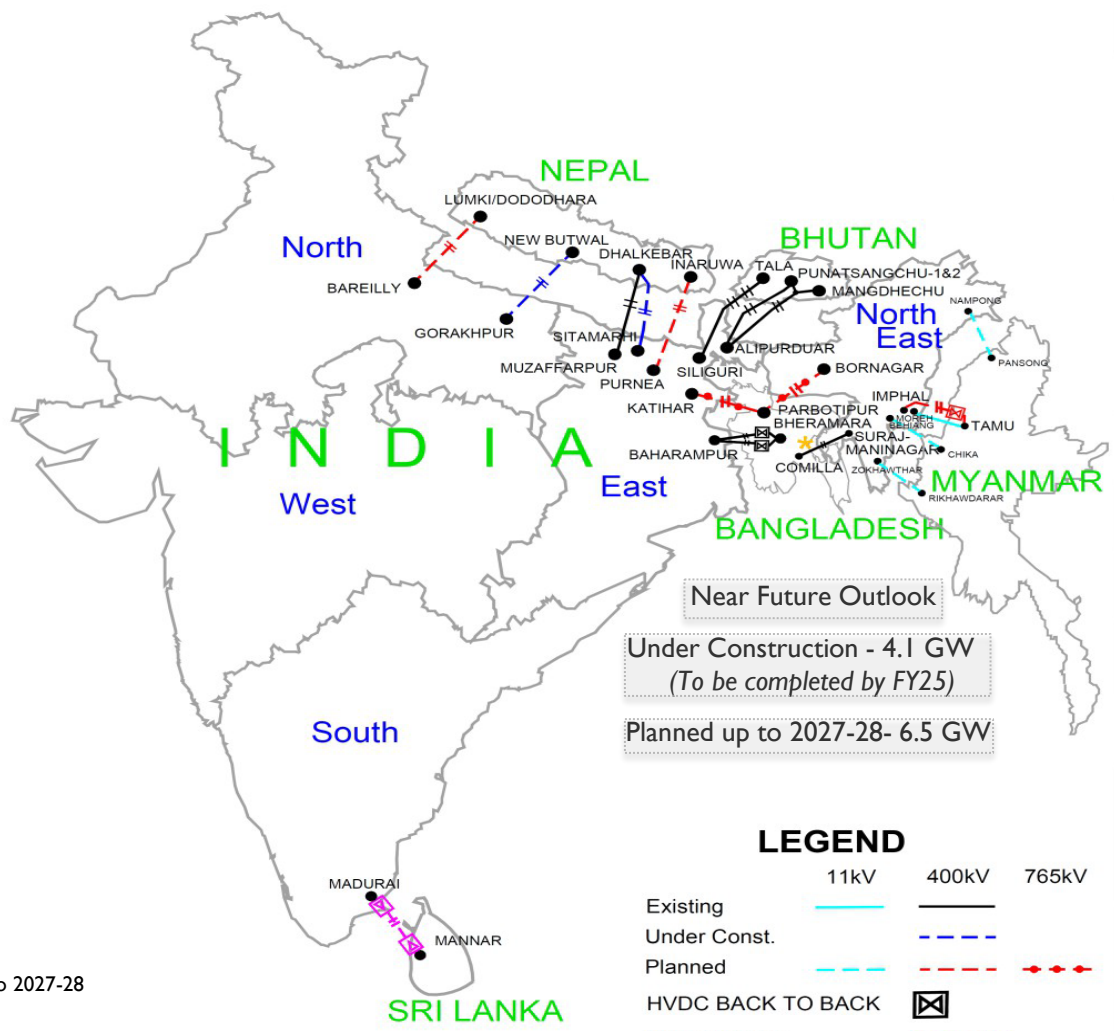 NEPAL
LUMKI/DODODHARA
North
NEW BUTWAL
DHALKEBAR
INARUWA
BHUTAN
TALA
PUNATSANGCHU-1&2
MANGDHECHU
BAREILLY
North
East
NAMPONG
GORAKHPUR
SITAMARHI
MUZAFFARPUR
PURNEA
SILIGURI
ALIPURDUAR
PANSONG
BORNAGAR
KATIHAR
PARBOTIPUR
IMPHAL
MOREH
BEHIANG
TAMU
BHERAMARA
BAHARAMPUR
SURAJ-
MANINAGAR
COMILLA
CHIKA
ZOKHAWTHAR
RIKHAWDARAR
INDIA
West
East
MYANMAR
BANGLADESH
Near Future Outlook
Under Construction - 4.1 GW
(To be completed by FY25)
Planned up to 2027-28- 6.5 GW
South
MADURAI
MANNAR
SRI LANKA
o 2027-28
LEGEND
11kV 400kV 765kV
Existing
Under Const.
Planned
HVDC BACK TO BACK